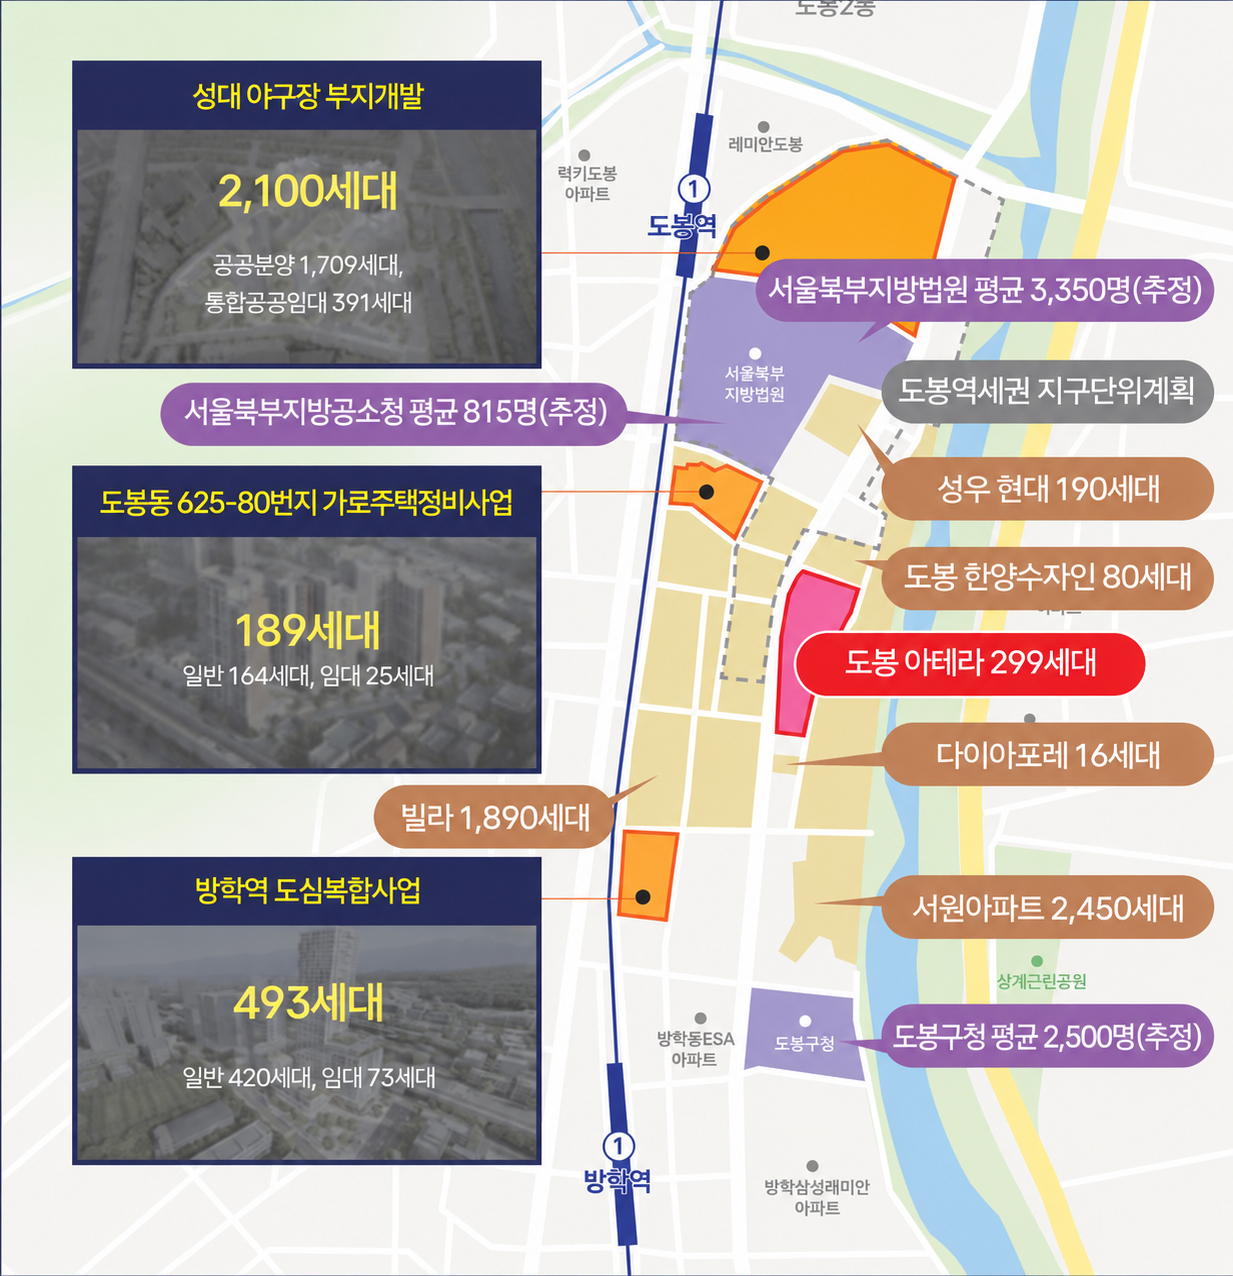 도봉2동
성대 야구장 부지개발
2,100세대
공공분양 1,709세대,
통합공공임대 391세대
레미안도봉
럭키도봉
아파트
1
도봉역
서울북부지방법원 평균 3,350명(추정)
서울북부
지방법원
도봉역세권 지구단위계획
서울북부지방공소청 평균 815명(추정)
성우 현대 190세대
도봉동 625-80번지 가로주택정비사업
189세대
일반 164세대, 임대 25세대
도봉 한양수자인 80세대
도봉 아테라 299세대
다이아포레 16세대
빌라 1,890세대
방학역 도심복합사업
493세대
일반 420세대, 임대 73세대
서원아파트 2,450세대
상계근린공원
방학동ESA
아파트
도봉구청
도봉구청 평균 2,500명(추정)
1
방학역
방학삼성래미안
아파트